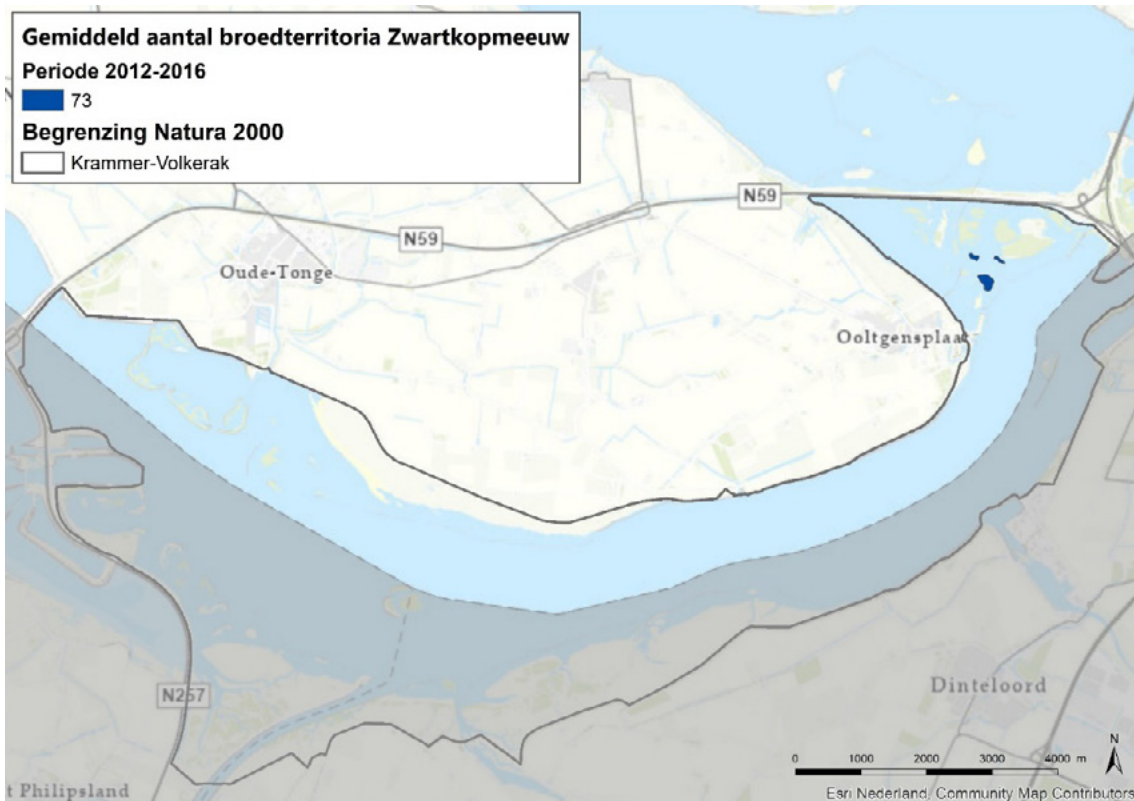 Gemiddeld aantal broedterritoria Zwartkopmeeuw
Periode 2012-2016
73
Begrenzing Natura 2000
Krammer-Volkerak
N59
N59
Oude-Tonge
Ooltgensplaat
N257
Dinteloord
N
0 1000 2000 3000 4000 m
t Philipsland
Esri Nederland, Community Map Contributors